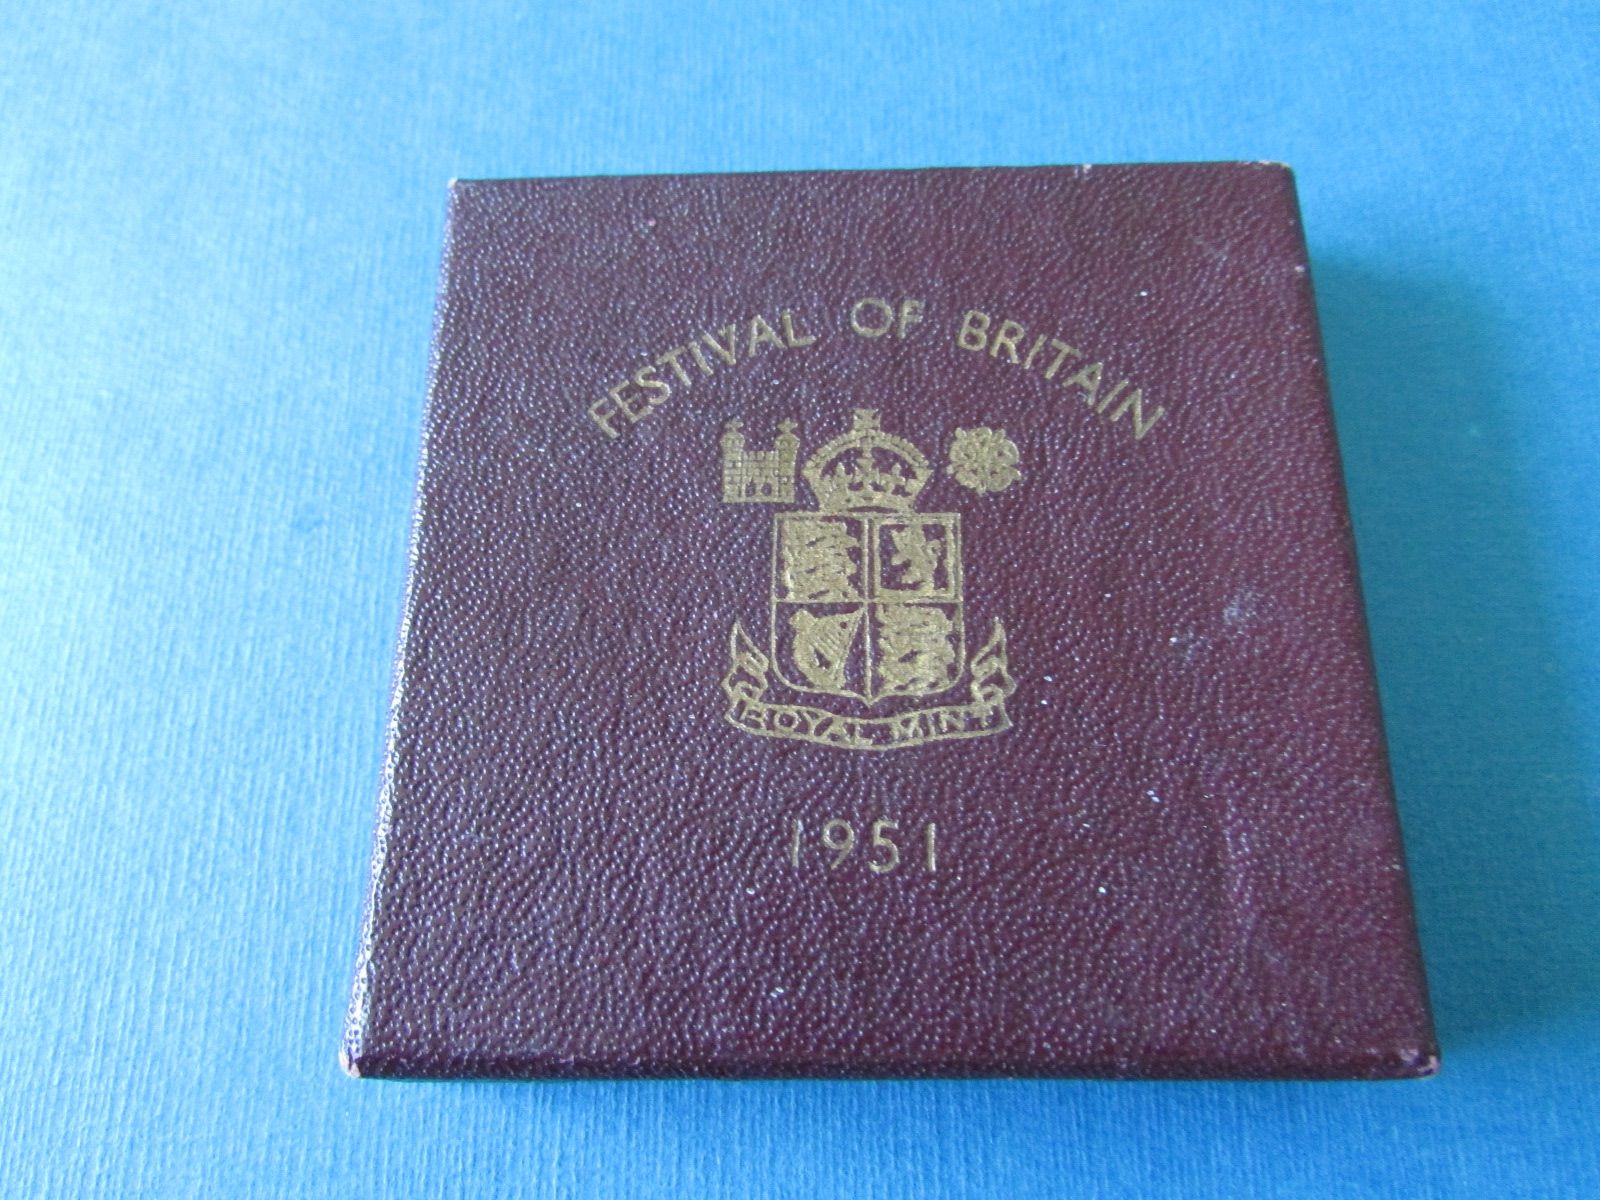 FESTIVAL OF BRITAIN
ROYAL MINT
1951